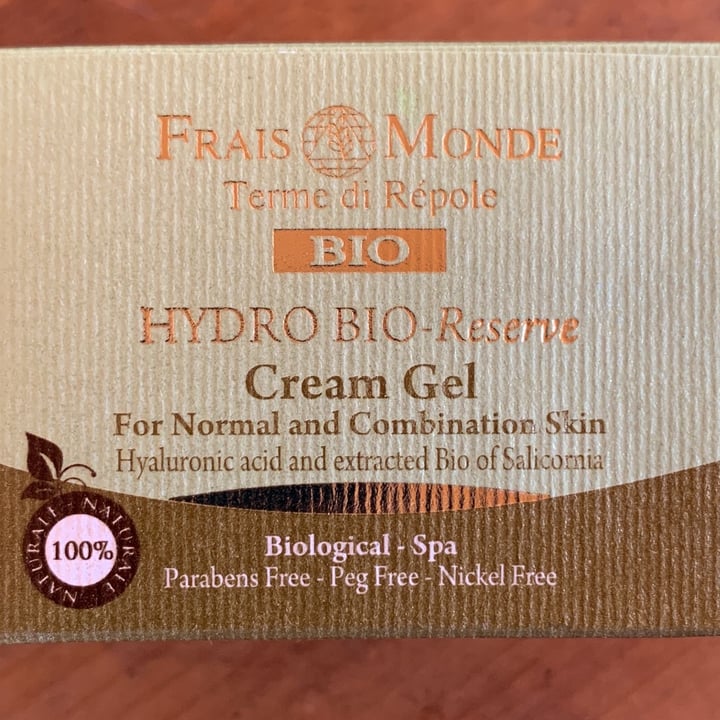 FRAIS MONDE
Terme di Répole
BIO
HYDRO BIO-Reserve
Cream Gel
For Normal and Combination Skin
Hyaluronic acid and extracted Bio of Salicornia
NATURALE NATURALE
100%
Biological - Spa
Parabens Free - Peg Free - Nickel Free